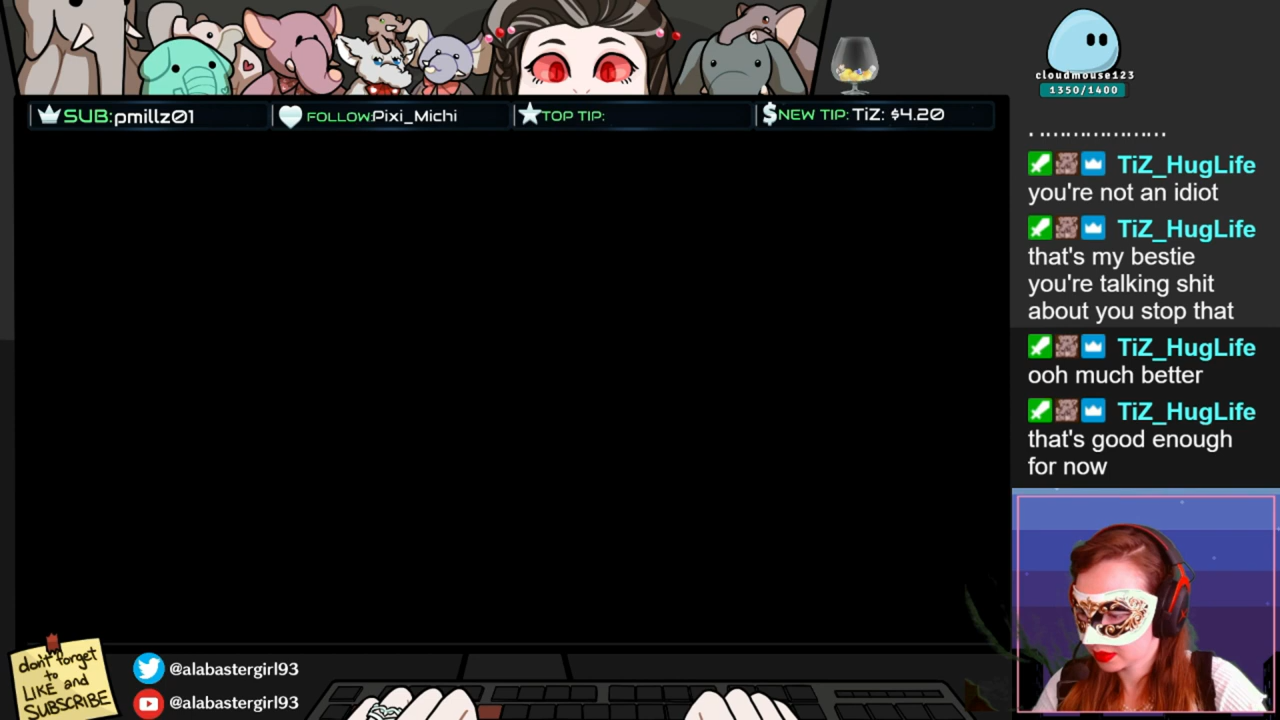 cloudmouse123
1350/1400
SUB:pmillz01
FOLLOW:Pixi_Michi
TOP TIP:
NEW TIP: TiZ: $4.20
. ..................
TiZ_HugLife
you're not an idiot
TiZ_HugLife
that's my bestie
you're talking shit
about you stop that
TiZ_HugLife
ooh much better
TiZ_HugLife
that's good enough
for now
don't forget
to
LIKE and
SUBSCRIBE
@alabastergirl93
@alabastergirl93